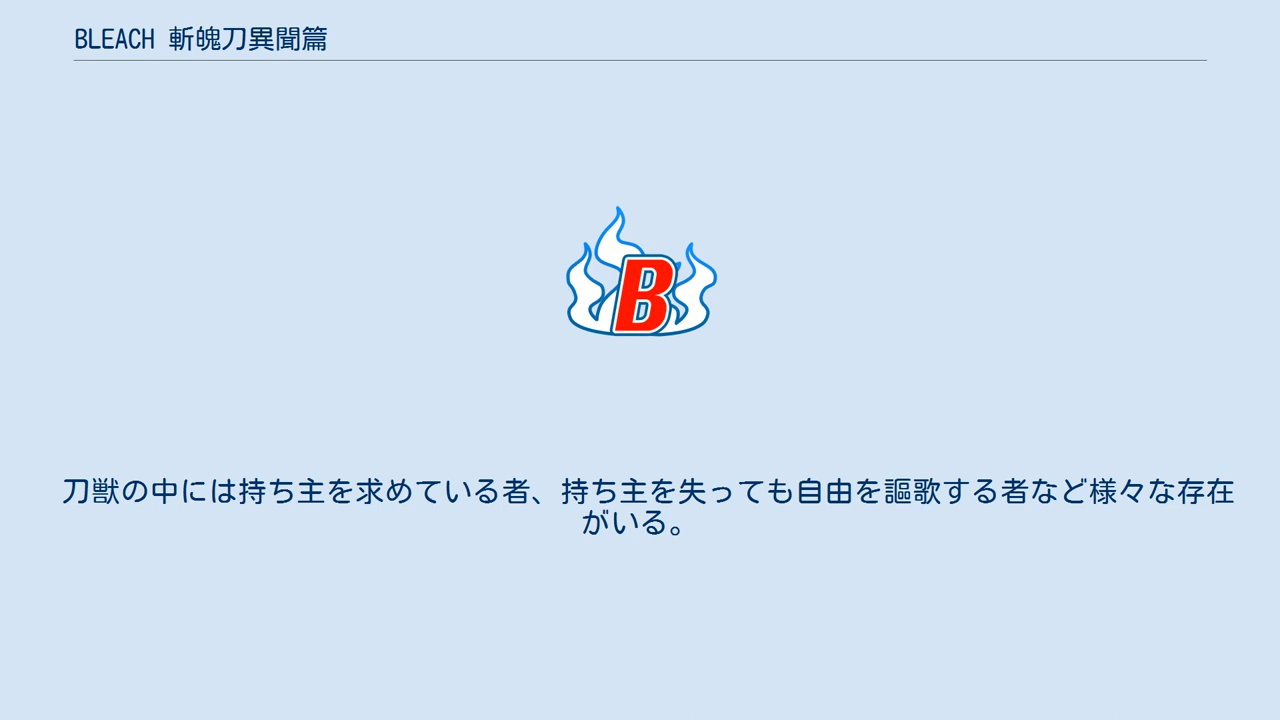 BLEACH 斬魄刀異聞篇
B
刀獣の中には持ち主を求めている者、持ち主を失っても自由を謳歌する者など様々な存在
がいる。